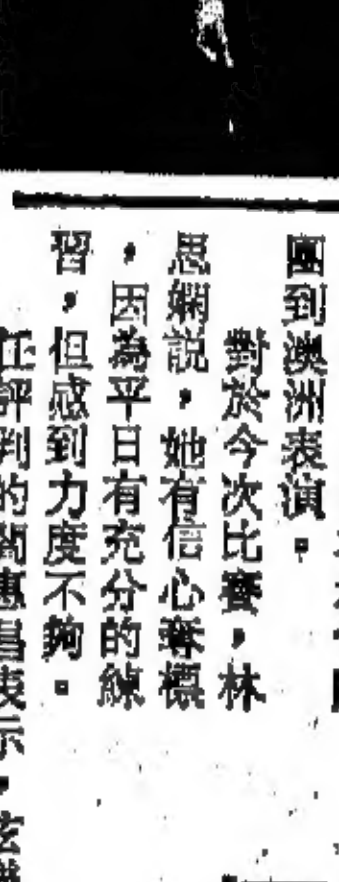 團到澳洲表演。
對於今次比賽，林
思嫻說，她有信心奪標
，因為平日有充分的練
習，但感到力度不夠。
任評判的閻惠昌表示，